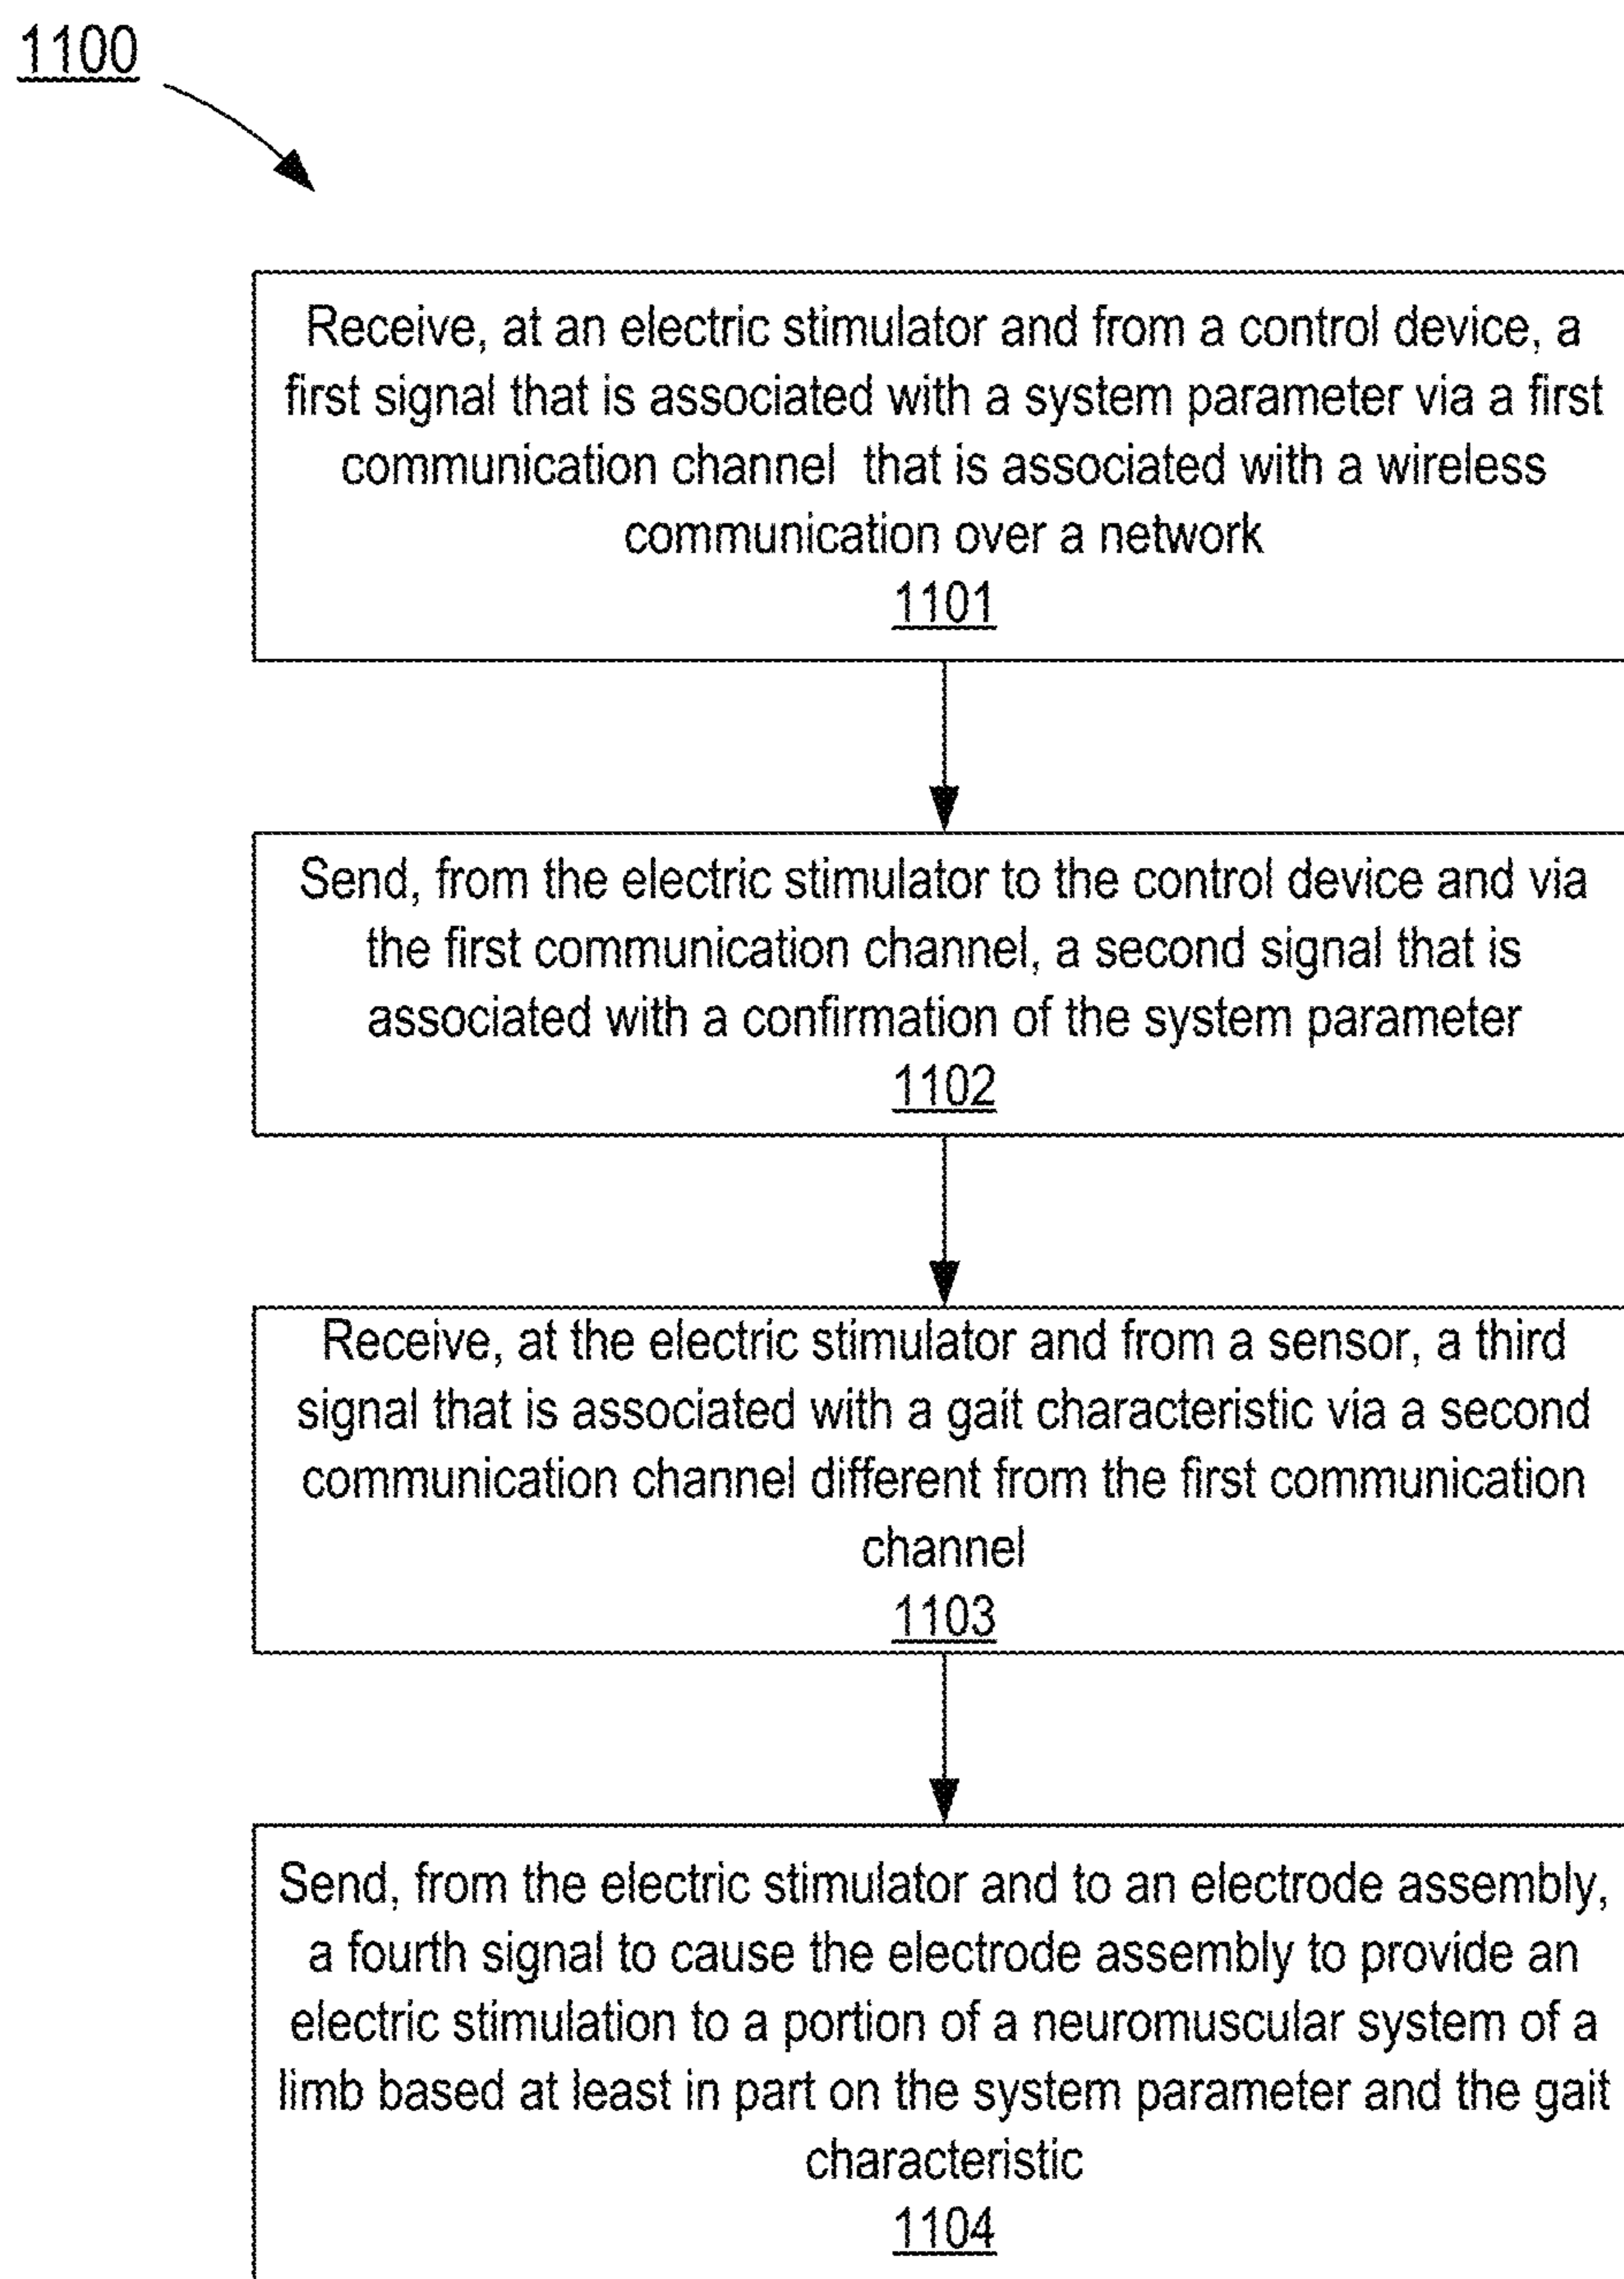 1100
Receive, at an electric stimulator and from a control device, a
first signal that is associated with a system parameter via a first
communication channel that is associated with a wireless
communication over a network
1101
Send, from the electric stimulator to the control device and via
the first communication channel, a second signal that is
associated with a confirmation of the system parameter
1102
Receive, at the electric stimulator and from a sensor, a third
signal that is associated with a gait characteristic via a second
communication channel different from the first communication
channel
1103
Send, from the electric stimulator and to an electrode assembly,
a fourth signal to cause the electrode assembly to provide an
electric stimulation to a portion of a neuromuscular system of a
limb based at least in part on the system parameter and the gait
characteristic
1104